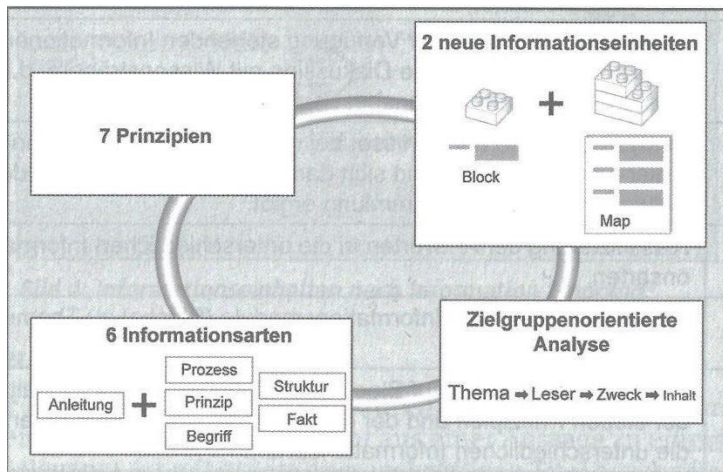 7 Prinzipien
2 neue Informationseinheiten
+
Block
Map
6 Informationsarten
Anleitung
+
Prozess
Prinzip
Begriff
Struktur
Fakt
Zielgruppenorientierte
Analyse
Thema ➡ Leser ➡ Zweck ➡ Inhalt